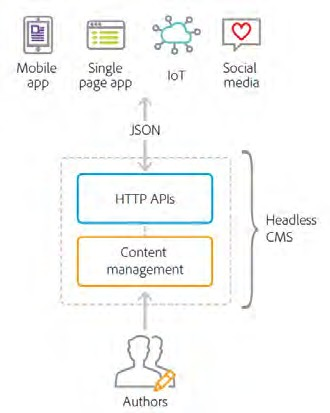 Mobile
app
Single
page app
IoT
Social
media
JSON
HTTP APIs
Content
management
Headless
CMS
Authors